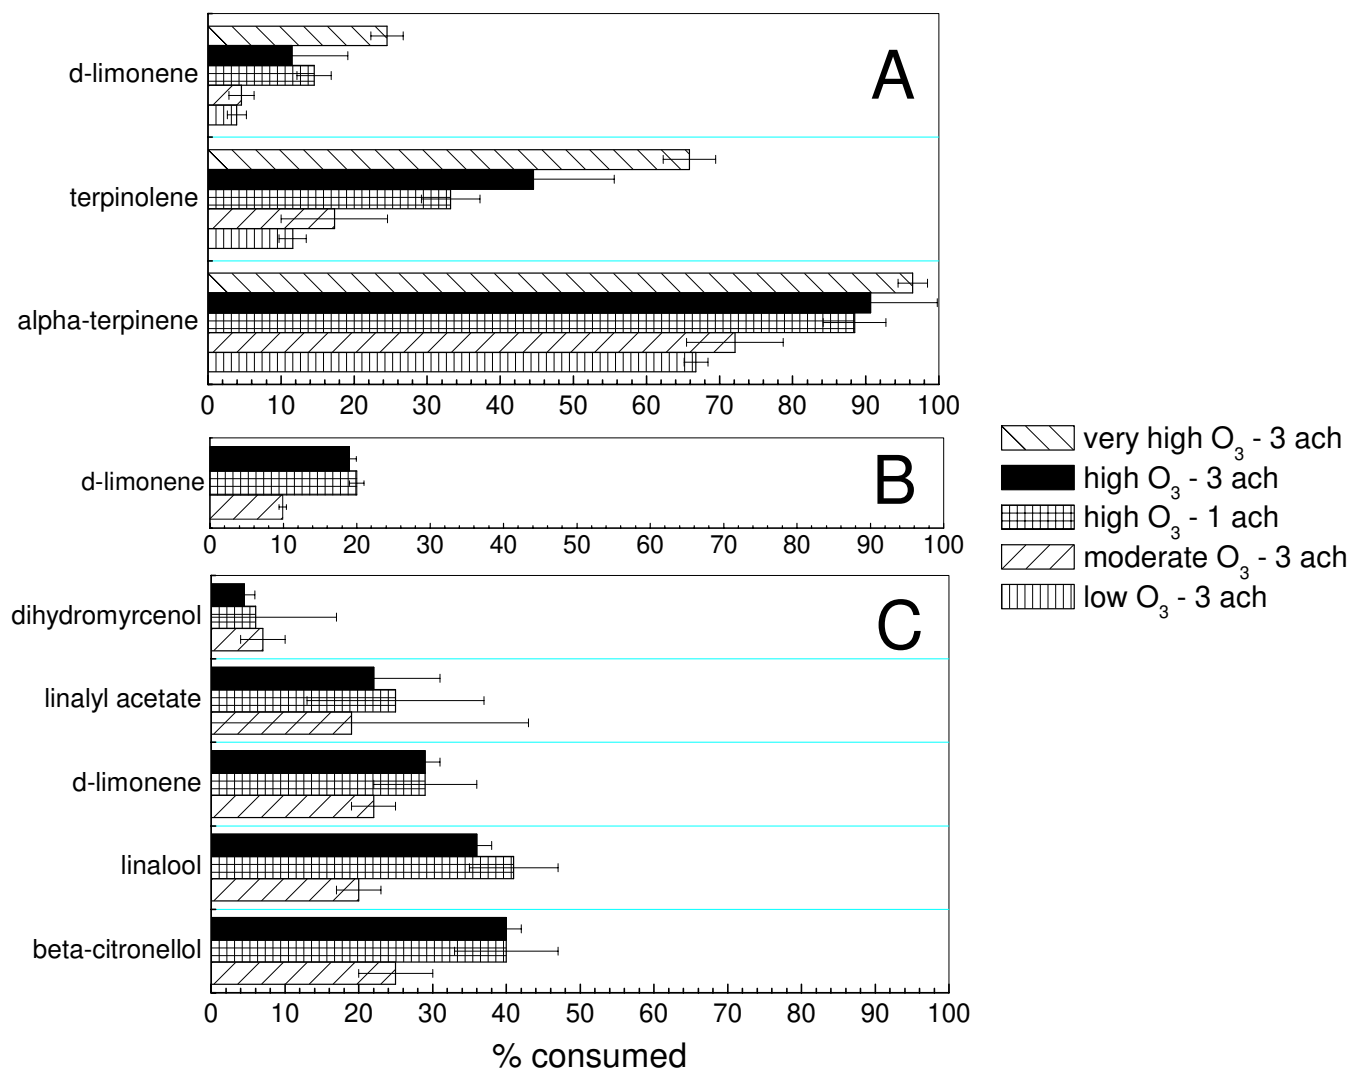 A
d-limonene
terpinolene
alpha-terpinene
0 10 20 30 40 50 60 70 80 90 100
B
d-limonene
0 10 20 30 40 50 60 70 80 90 100
C
dihydromyrcenol
linalyl acetate
d-limonene
linalool
beta-citronellol
0 10 20 30 40 50 60 70 80 90 100
% consumed
very high O₃ - 3 ach
high O₃ - 3 ach
high O₃ - 1 ach
moderate O₃ - 3 ach
low O₃ - 3 ach